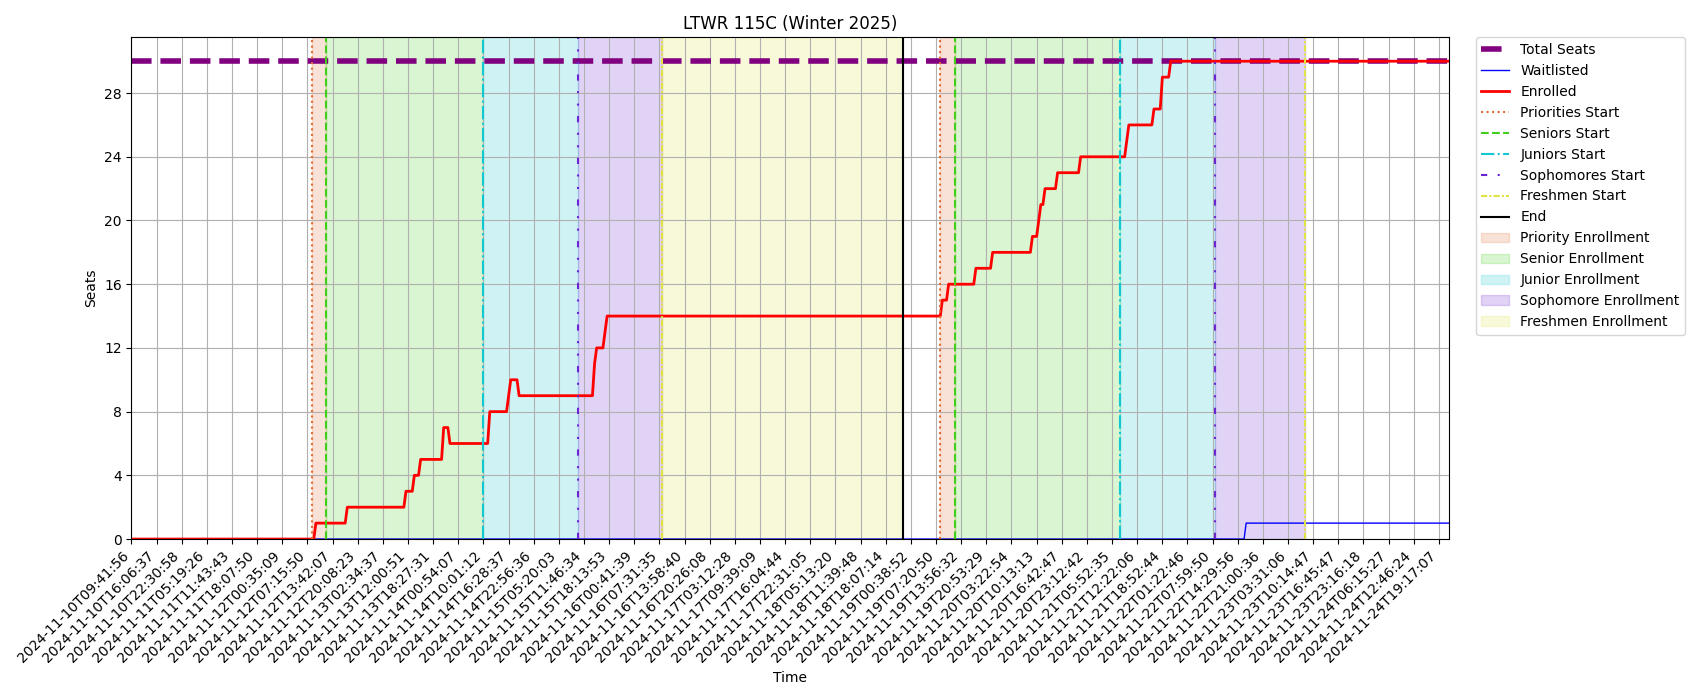 LTWR 115C (Winter 2025)
Seats
28
24
20
16
12
8
4
0
2024-11-10T09:41:56
2024-11-10T16:06:37
2024-11-10T22:30:58
2024-11-11T05:19:26
2024-11-11T11:43:43
2024-11-11T18:07:50
2024-11-12T00:35:09
2024-11-12T07:15:50
2024-11-12T13:42:07
2024-11-12T20:08:23
2024-11-13T02:34:37
2024-11-13T12:00:51
2024-11-13T18:27:31
2024-11-14T00:54:07
2024-11-14T10:01:12
2024-11-14T16:28:37
2024-11-14T22:56:36
2024-11-15T05:20:03
2024-11-15T11:46:34
2024-11-15T18:13:53
2024-11-16T00:41:39
2024-11-16T07:31:35
2024-11-16T13:58:40
2024-11-16T20:26:08
2024-11-17T03:12:28
2024-11-17T09:39:09
2024-11-17T16:04:44
2024-11-17T22:31:05
2024-11-18T05:13:20
2024-11-18T11:39:48
2024-11-18T18:07:14
2024-11-19T00:38:52
2024-11-19T07:20:50
2024-11-19T13:56:32
2024-11-19T20:53:29
2024-11-20T03:22:54
2024-11-20T10:13:13
2024-11-20T16:42:47
2024-11-20T23:12:42
2024-11-21T05:52:35
2024-11-21T12:22:06
2024-11-21T18:52:44
2024-11-22T01:22:46
2024-11-22T07:59:50
2024-11-22T14:29:56
2024-11-22T21:00:36
2024-11-23T03:31:06
2024-11-23T10:14:47
2024-11-23T16:45:47
2024-11-23T23:16:18
2024-11-24T06:15:27
2024-11-24T12:46:24
2024-11-24T19:17:07
Time
Total Seats
Waitlisted
Enrolled
Priorities Start
Seniors Start
Juniors Start
Sophomores Start
Freshmen Start
End
Priority Enrollment
Senior Enrollment
Junior Enrollment
Sophomore Enrollment
Freshmen Enrollment